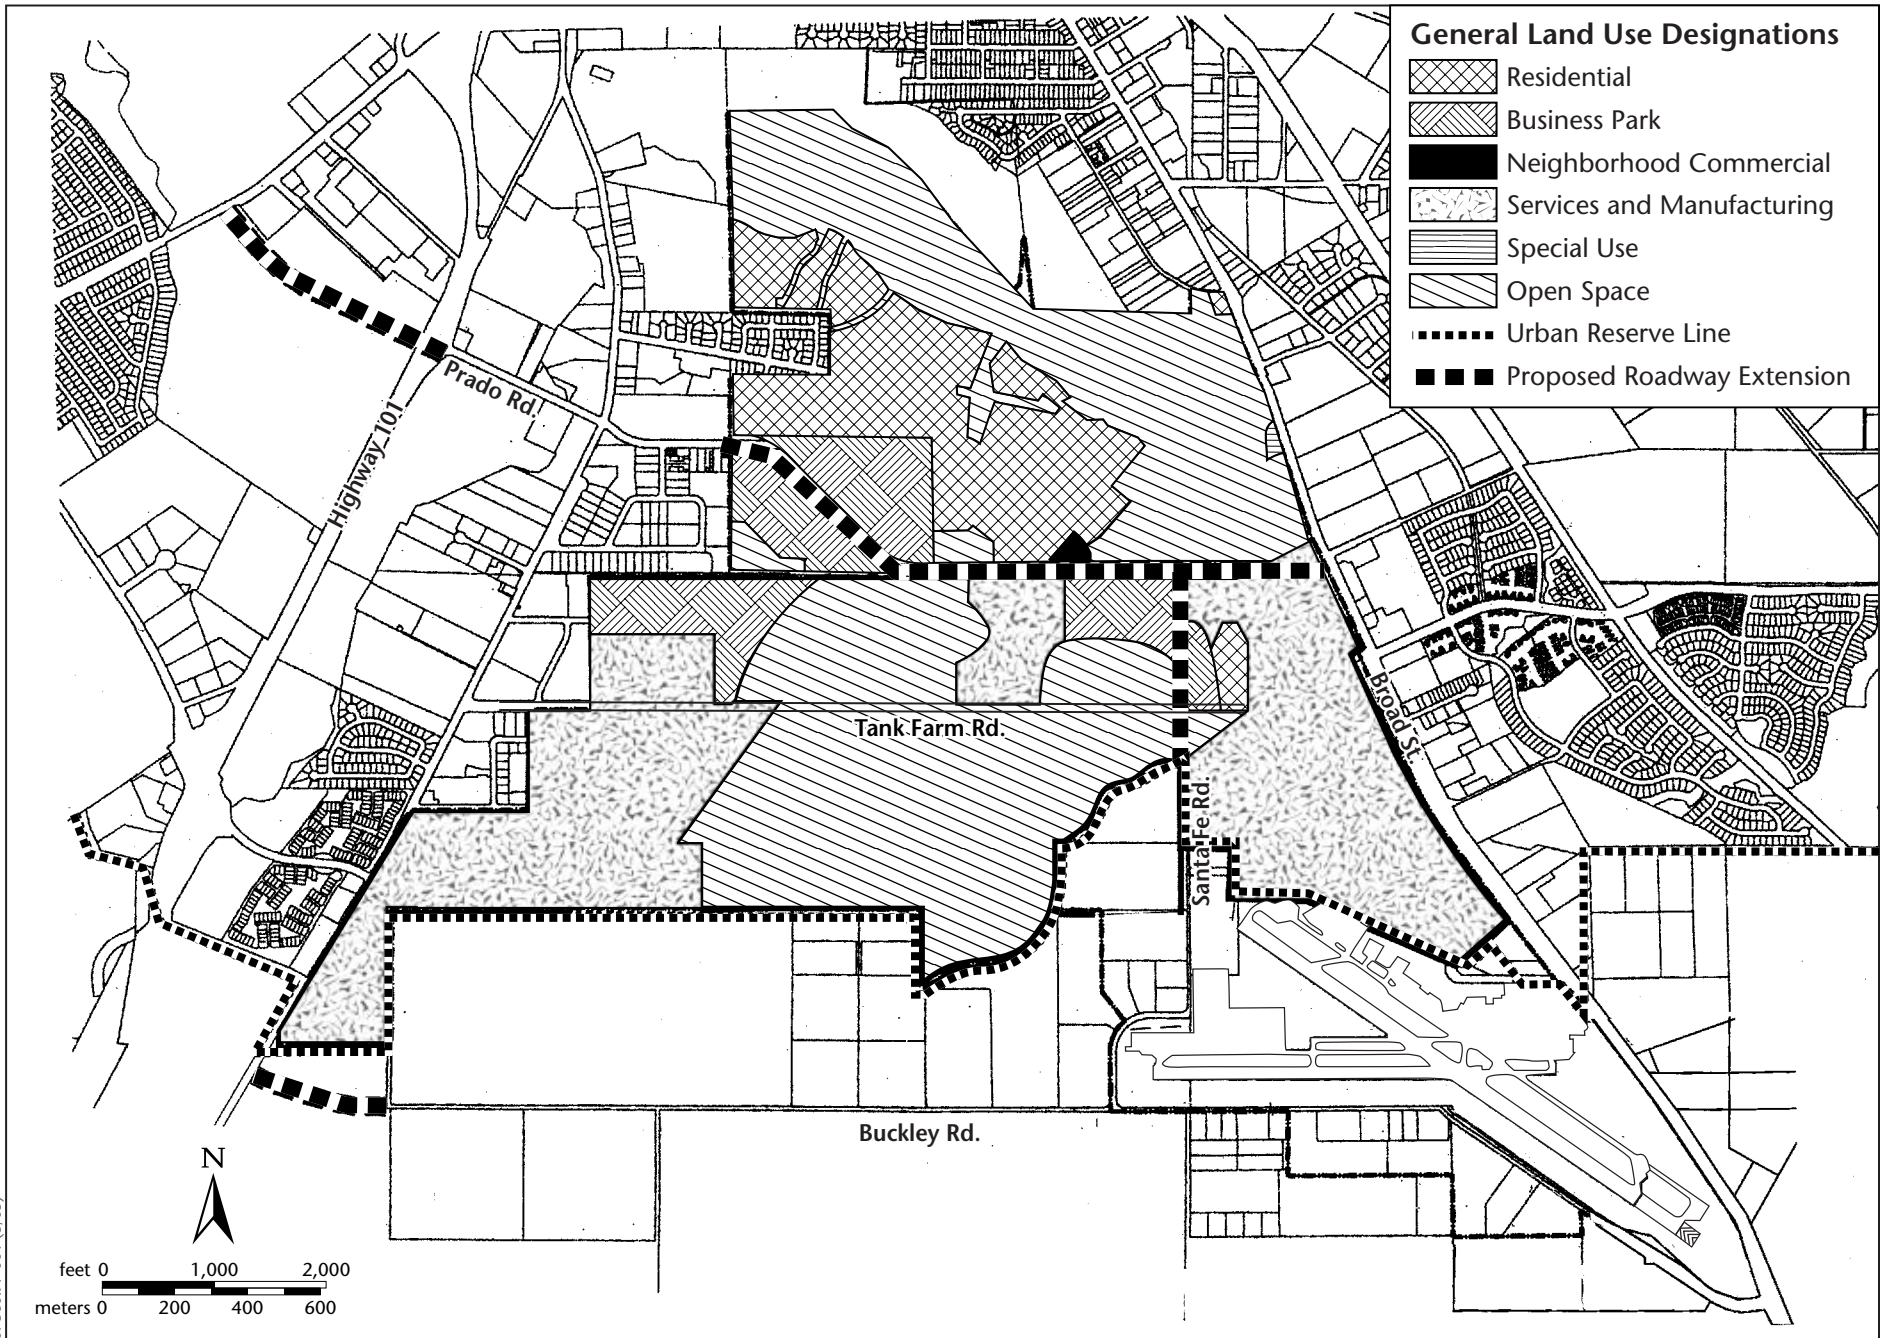 General Land Use Designations
Residential
Business Park
Neighborhood Commercial
Services and Manufacturing
Special Use
Open Space
Urban Reserve Line
Proposed Roadway Extension
Prado Rd.
Highway 101
Tank Farm Rd.
Broad St.
Santa Fe Rd.
Buckley Rd.
N
feet 0 1,000 2,000
meters 0 200 400 600